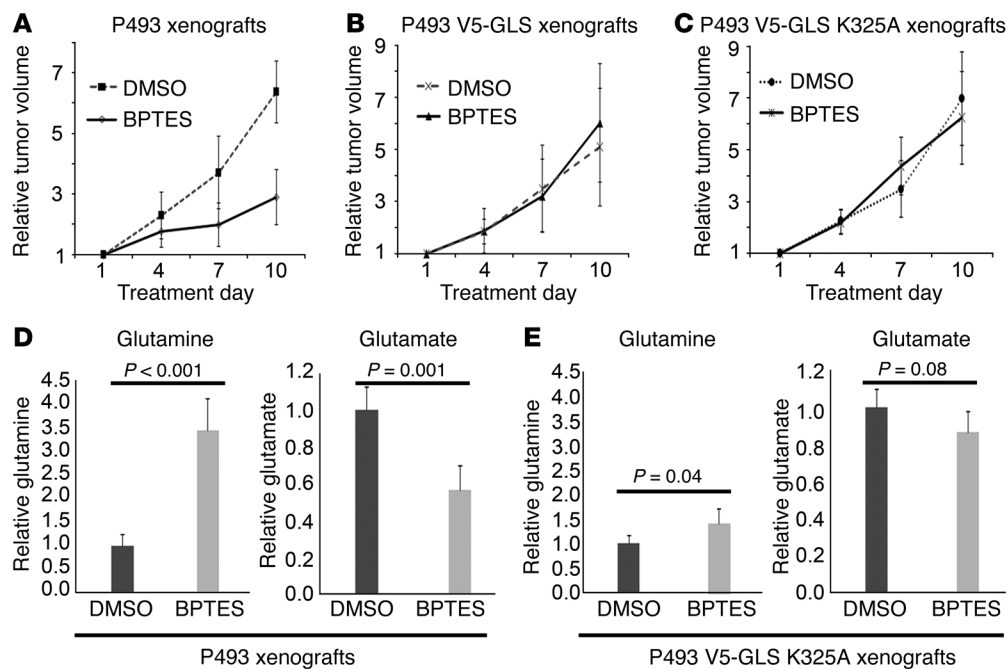 A
P493 xenografts
Relative tumor volume
7
5
3
1
DMSO
BPTES
1 4 7 10
Treatment day
B
P493 V5-GLS xenografts
Relative tumor volume
9
7
5
3
1
DMSO
BPTES
1 4 7 10
Treatment day
C
P493 V5-GLS K325A xenografts
Relative tumor volume
9
7
5
3
1
DMSO
BPTES
1 4 7 10
Treatment day
D
Glutamine
Relative glutamine
4.5
4.0
3.5
3.0
2.5
2.0
1.5
1.0
0.5
0.0
P < 0.001
DMSO BPTES
Glutamate
Relative glutamate
1.2
1.0
0.8
0.6
0.4
0.2
0.0
P = 0.001
DMSO BPTES
P493 xenografts
E
Glutamine
Relative glutamine
4.5
4.0
3.5
3.0
2.5
2.0
1.5
1.0
0.5
0.0
P = 0.04
DMSO BPTES
Glutamate
Relative glutamate
1.2
1.0
0.8
0.6
0.4
0.2
0.0
P = 0.08
DMSO BPTES
P493 V5-GLS K325A xenografts